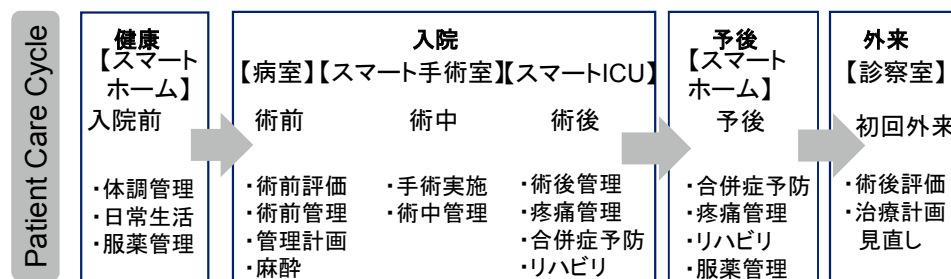 Patient Care Cycle
健康
【スマート
ホーム】
入院前
・体調管理
・日常生活
・服薬管理
入院
【病室】【スマート手術室】【スマートICU】
術前
・術前評価
・術前管理
・管理計画
・麻酔
術中
・手術実施
・術中管理
術後
・術後管理
・疼痛管理
・合併症予防
・リハビリ
予後
【スマート
ホーム】
予後
・合併症予防
・疼痛管理
・リハビリ
・服薬管理
外来
【診察室】
初回外来
・術後評価
・治療計画
見直し